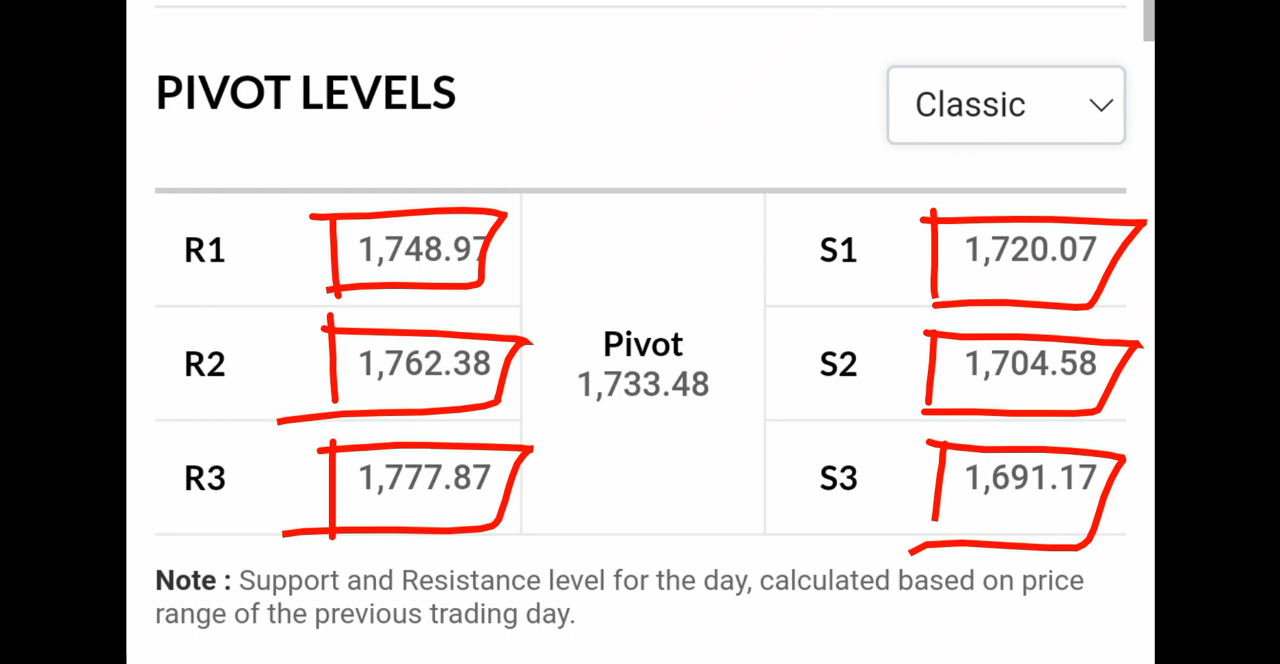 PIVOT LEVELS
Classic
R1 1,748.97
S1 1,720.07
R2 1,762.38
Pivot
1,733.48
S2 1,704.58
R3 1,777.87
S3 1,691.17
Note : Support and Resistance level for the day, calculated based on price
range of the previous trading day.